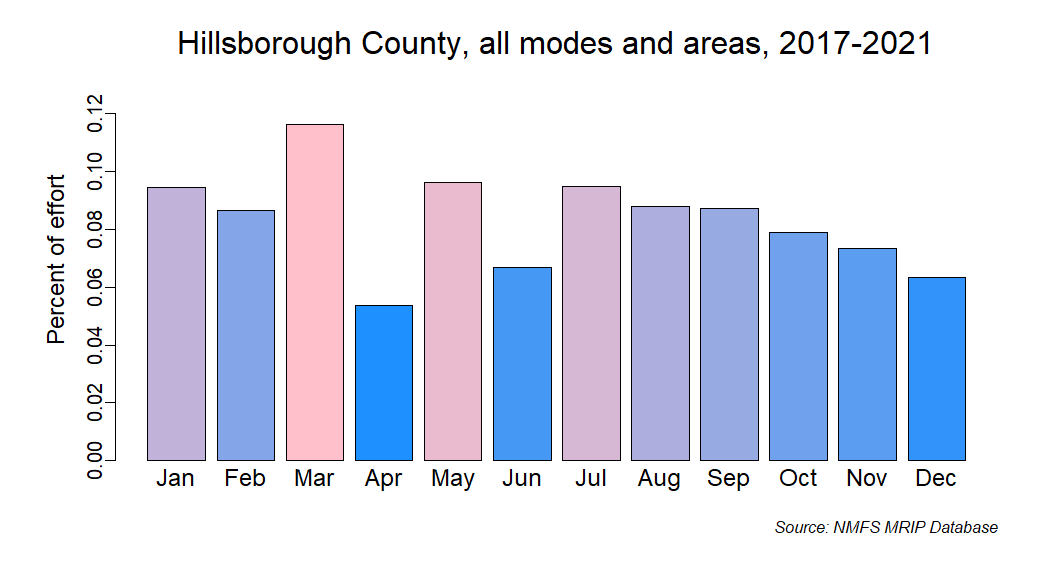 Hillsborough County, all modes and areas, 2017-2021
Percent of effort
0.12
0.10
0.08
0.06
0.04
0.02
0.00
Jan Feb Mar Apr May Jun Jul Aug Sep Oct Nov Dec
Source: NMFS MRIP Database